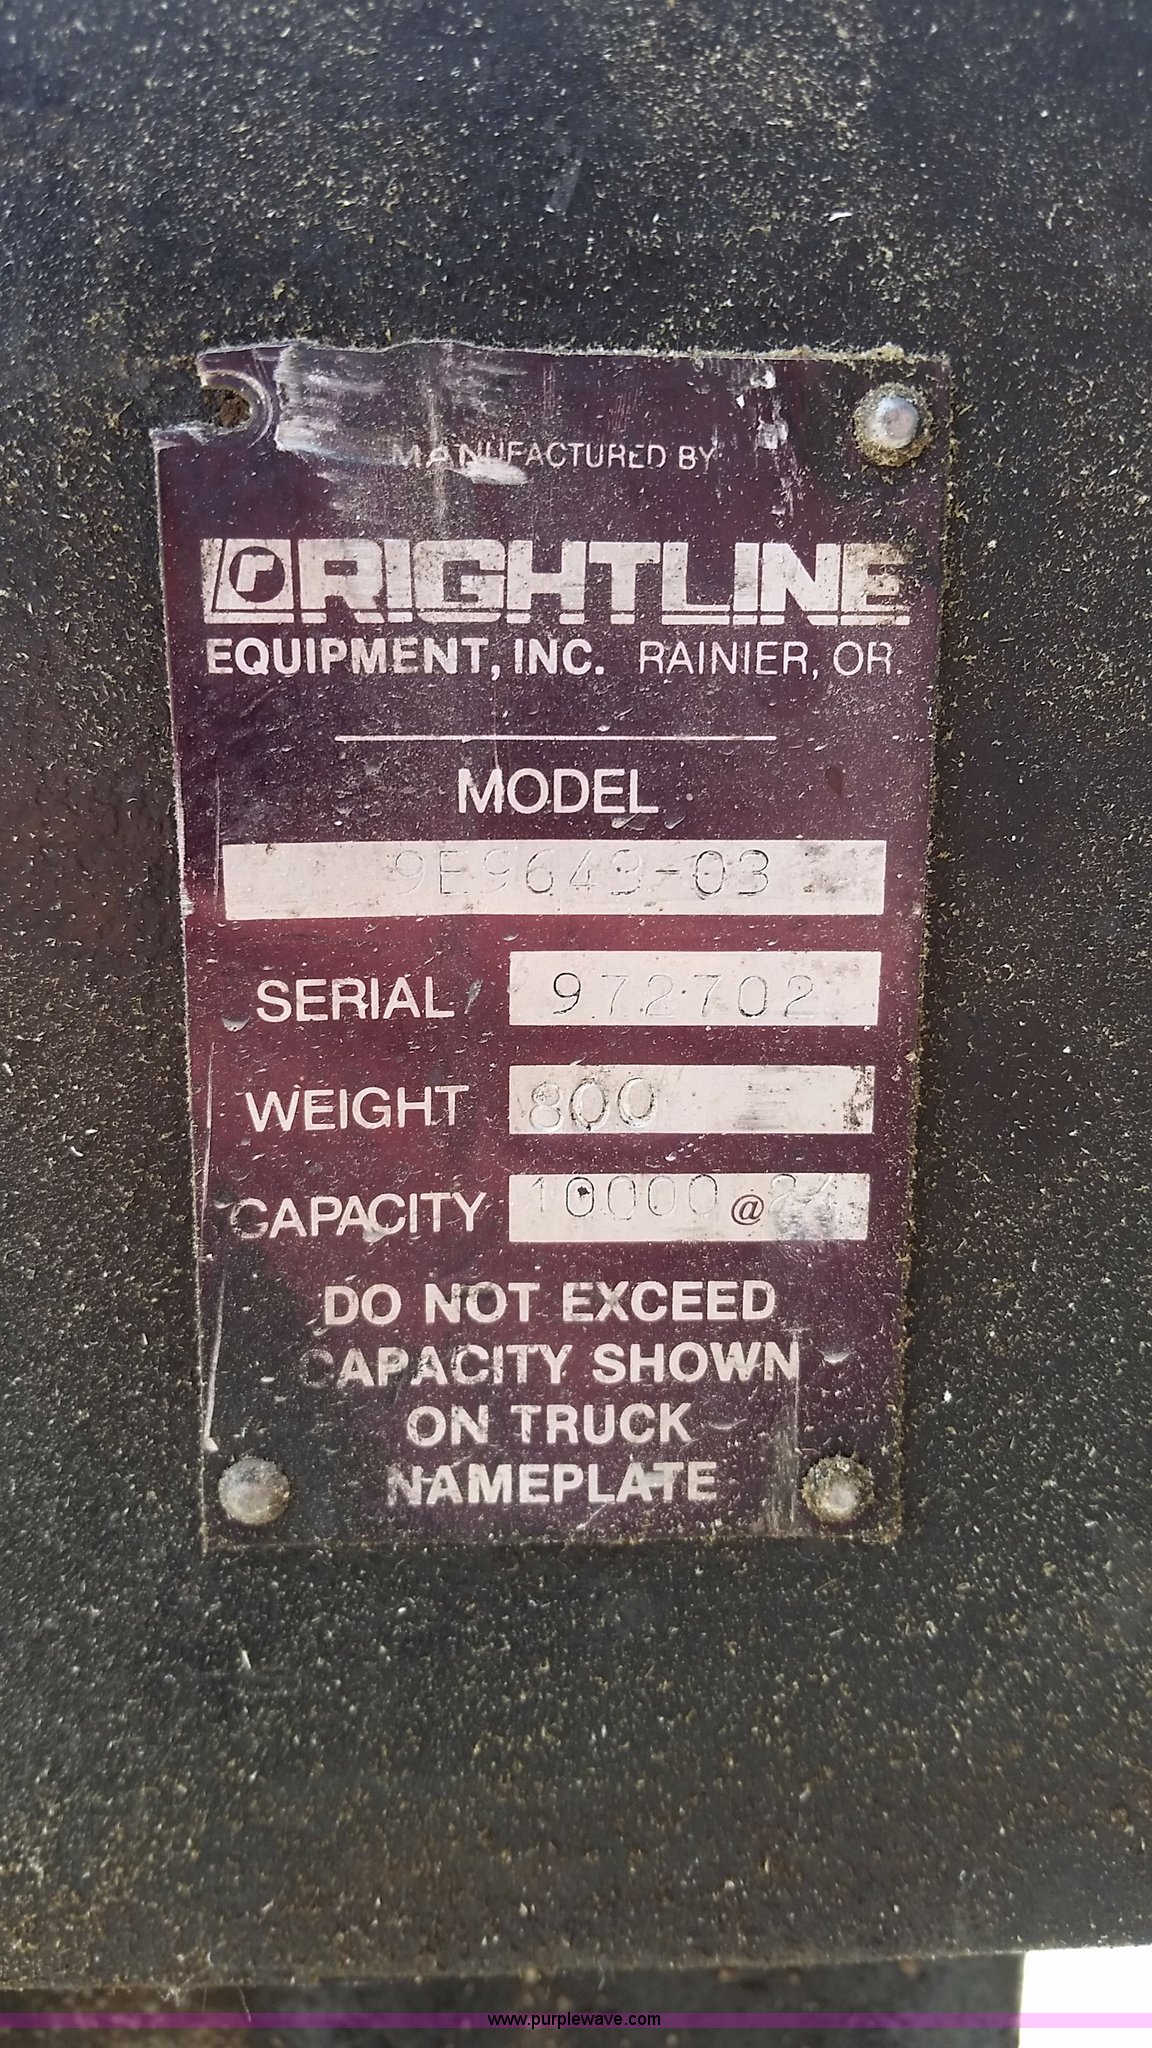 MANUFACTURED BY
r RIGHTLINE
EQUIPMENT, INC. RAINIER, OR.
MODEL
9E9643-03
SERIAL 972702
WEIGHT 800
CAPACITY 10000 @ 24
DO NOT EXCEED
CAPACITY SHOWN
ON TRUCK
NAMEPLATE
www.purplewave.com